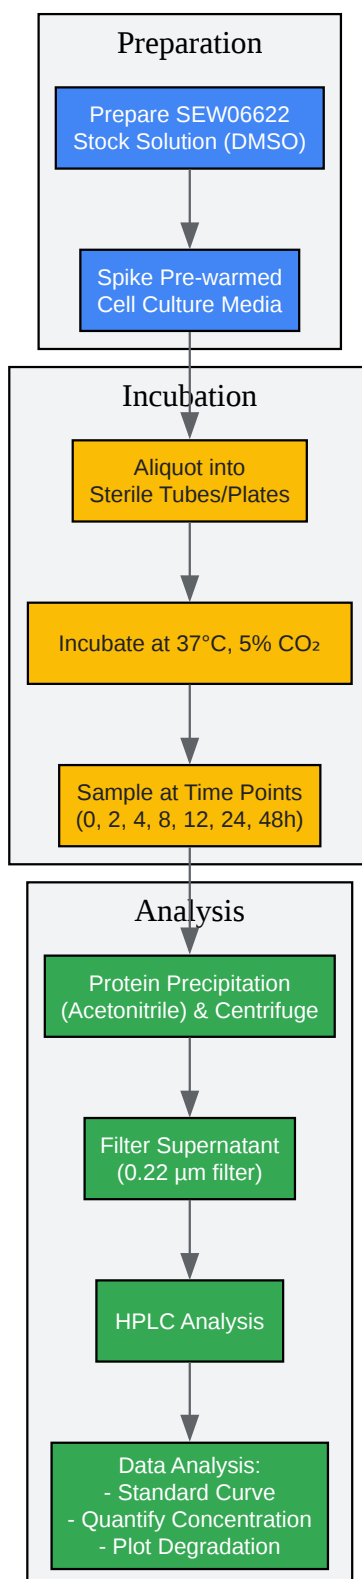 Preparation
Prepare SEW06622
Stock Solution (DMSO)
Spike Pre-warmed
Cell Culture Media
Incubation
Aliquot into
Sterile Tubes/Plates
Incubate at 37°C, 5% CO₂
Sample at Time Points
(0, 2, 4, 8, 12, 24, 48h)
Analysis
Protein Precipitation
(Acetonitrile) & Centrifuge
Filter Supernatant
(0.22 µm filter)
HPLC Analysis
Data Analysis:
- Standard Curve
- Quantify Concentration
- Plot Degradation